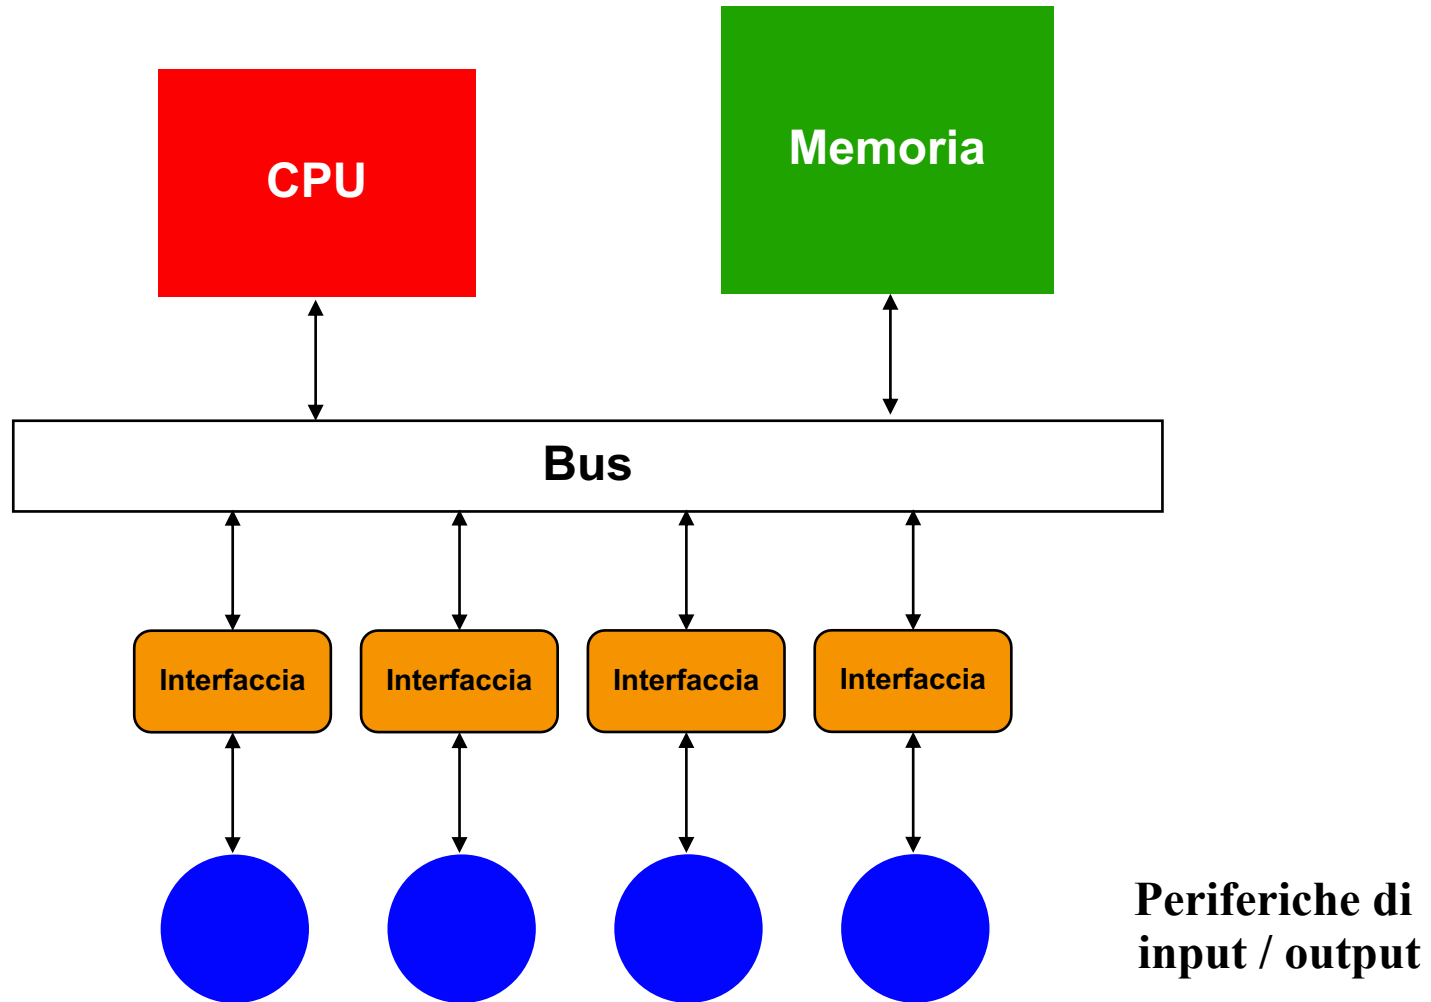 CPU
Memoria
Bus
Interfaccia
Interfaccia
Interfaccia
Interfaccia
Periferiche di
input / output